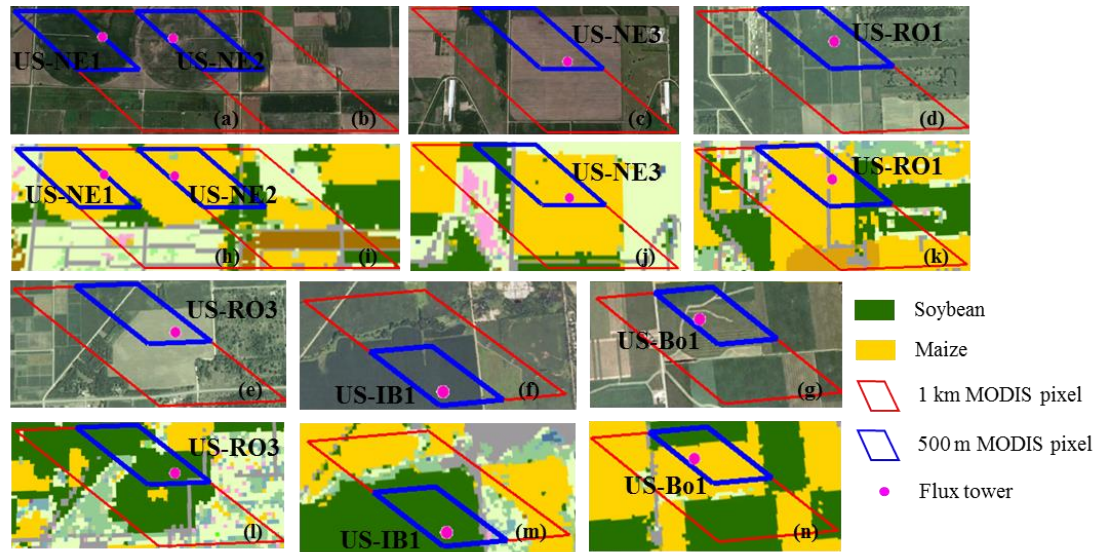 US-NE1
US-NE2
(a)
(b)
US-NE3
(c)
US-RO1
(d)
US-NE1
US-NE2
(h)
(i)
US-NE3
(j)
US-RO1
(k)
US-RO3
(e)
US-IB1
(f)
US-Bo1
(g)
US-RO3
(l)
US-IB1
(m)
US-Bo1
(n)
Soybean
Maize
1 km MODIS pixel
500 m MODIS pixel
Flux tower